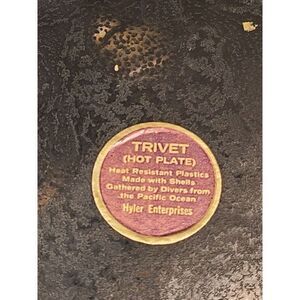 TRIVET
(HOT PLATE)
Heat Resistant Plastics
Made with Shells
Gathered by Divers from
the Pacific Ocean
Hyler Enterprises